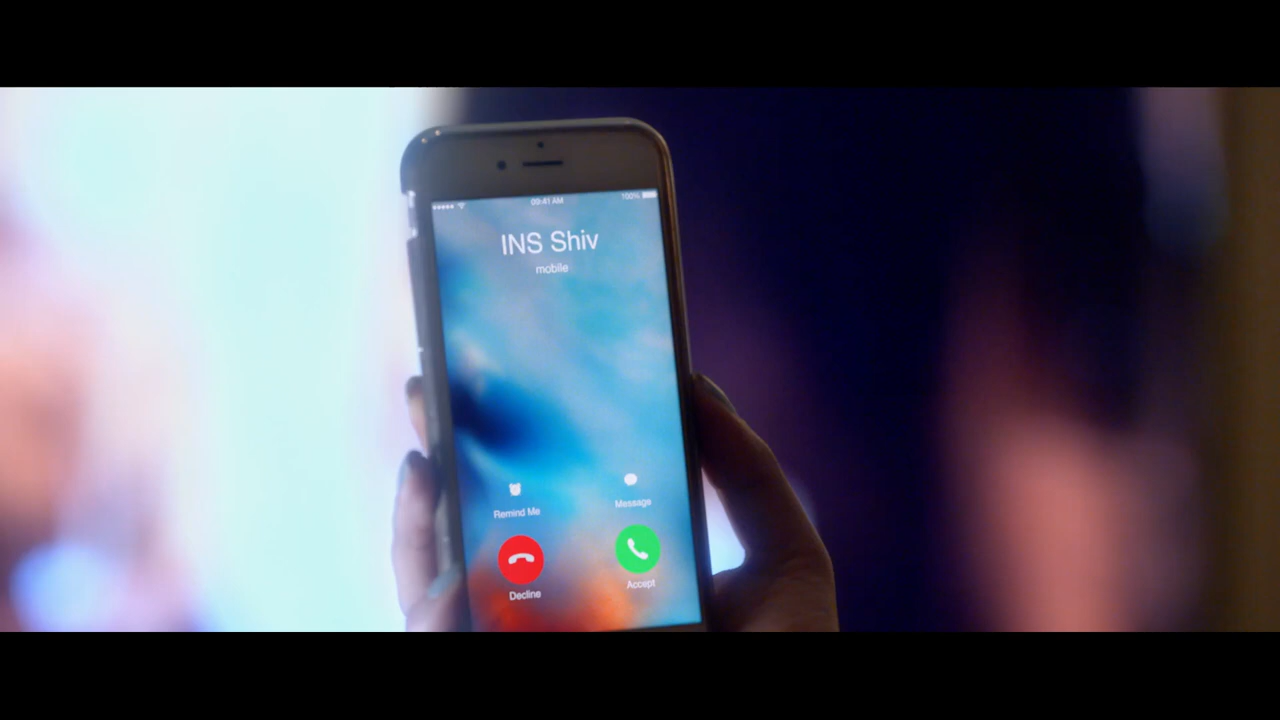 09:41 AM
100%
INS Shiv
mobile
Remind Me
Message
Decline
Accept